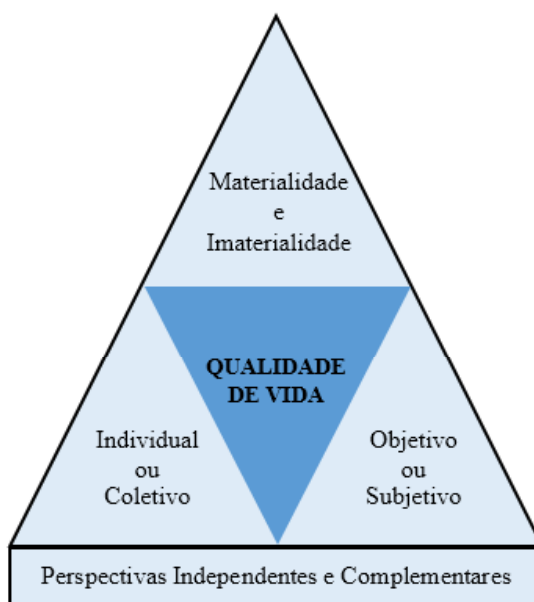 Materialidade
e
Imaterialidade
QUALIDADE
DE VIDA
Individual
ou
Coletivo
Objetivo
ou
Subjetivo
Perspectivas Independentes e Complementares